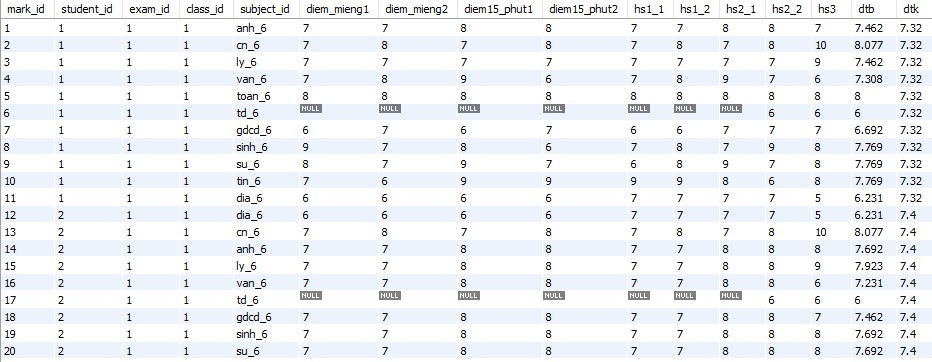 mark_id student_id exam_id class_id subject_id diem_mieng1 diem_mieng2 diem15_phut1 diem15_phut2 hs1_1 hs1_2 hs2_1 hs2_2 hs3 dtb dtk
1 1 1 1 anh_6 7 7 8 8 7 7 8 8 7 7.462 7.32
2 1 1 1 cn_6 7 8 7 8 7 8 7 8 10 8.077 7.32
3 1 1 1 ly_6 7 7 8 8 7 7 7 7 9 7.462 7.32
4 1 1 1 van_6 7 8 9 6 7 8 9 7 6 7.308 7.32
5 1 1 1 toan_6 8 8 8 8 8 8 8 8 8 8 7.32
6 1 1 1 td_6 NULL NULL NULL NULL NULL NULL NULL 6 6 6 7.32
7 1 1 1 gdcd_6 6 7 6 7 6 6 7 7 7 6.692 7.32
8 1 1 1 sinh_6 9 7 8 6 7 8 7 9 8 7.769 7.32
9 1 1 1 su_6 8 7 9 7 6 8 9 7 8 7.769 7.32
10 1 1 1 tin_6 7 6 9 9 9 9 8 6 8 7.769 7.32
11 1 1 1 dia_6 6 6 6 6 7 7 7 7 5 6.231 7.32
12 2 1 1 dia_6 6 6 6 6 7 7 7 7 5 6.231 7.4
13 2 1 1 cn_6 7 8 7 8 7 8 7 8 10 8.077 7.4
14 2 1 1 anh_6 7 7 8 8 7 7 8 8 8 7.692 7.4
15 2 1 1 ly_6 7 7 8 8 7 7 8 8 9 7.923 7.4
16 2 1 1 van_6 7 7 8 8 7 7 8 8 6 7.231 7.4
17 2 1 1 td_6 NULL NULL NULL NULL NULL NULL NULL 6 6 6 7.4
18 2 1 1 gdcd_6 7 7 8 8 7 7 8 8 7 7.462 7.4
19 2 1 1 sinh_6 7 7 8 8 7 7 8 8 8 7.692 7.4
20 2 1 1 su_6 7 7 8 8 7 7 8 8 8 7.692 7.4